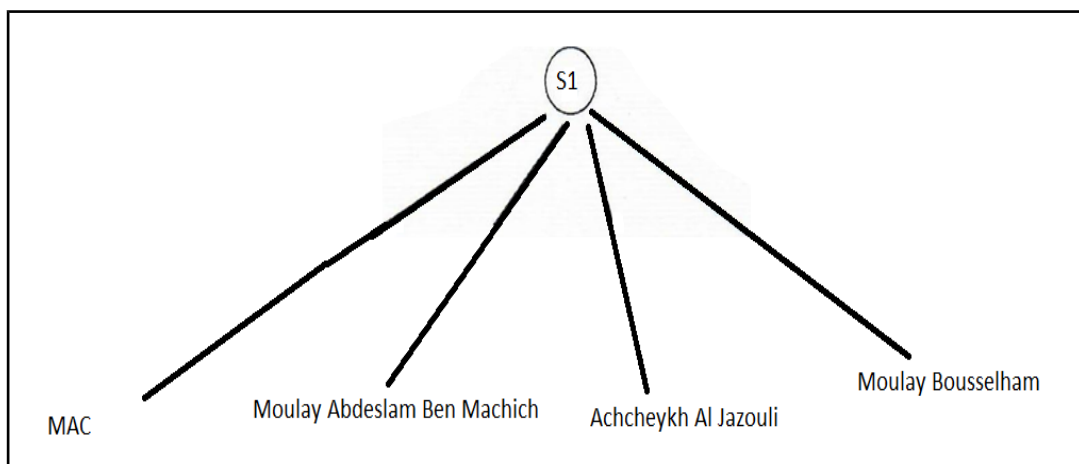 S1
MAC
Moulay Abdeslam Ben Machich
Achcheykh Al Jazouli
Moulay Bousselham